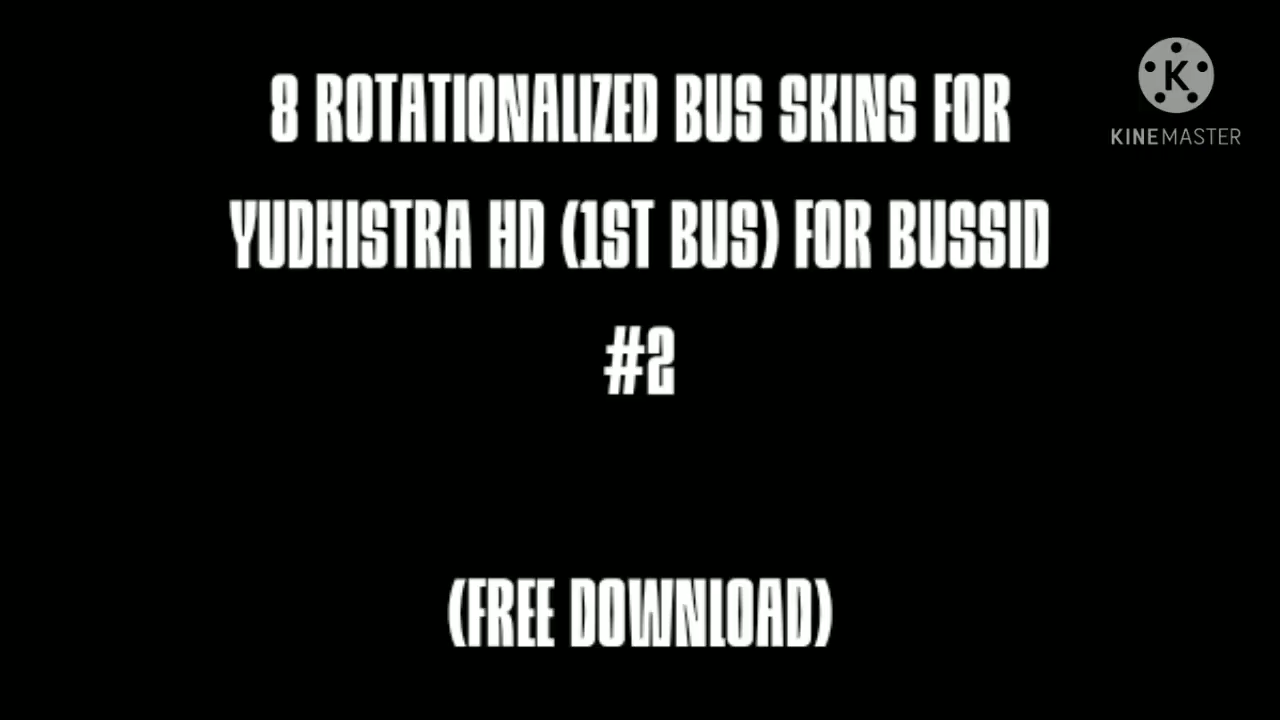 8 ROTATIONALIZED BUS SKINS FOR
YUDHISTRA HD (1ST BUS) FOR BUSSID
#2
(FREE DOWNLOAD)
K
KINEMASTER